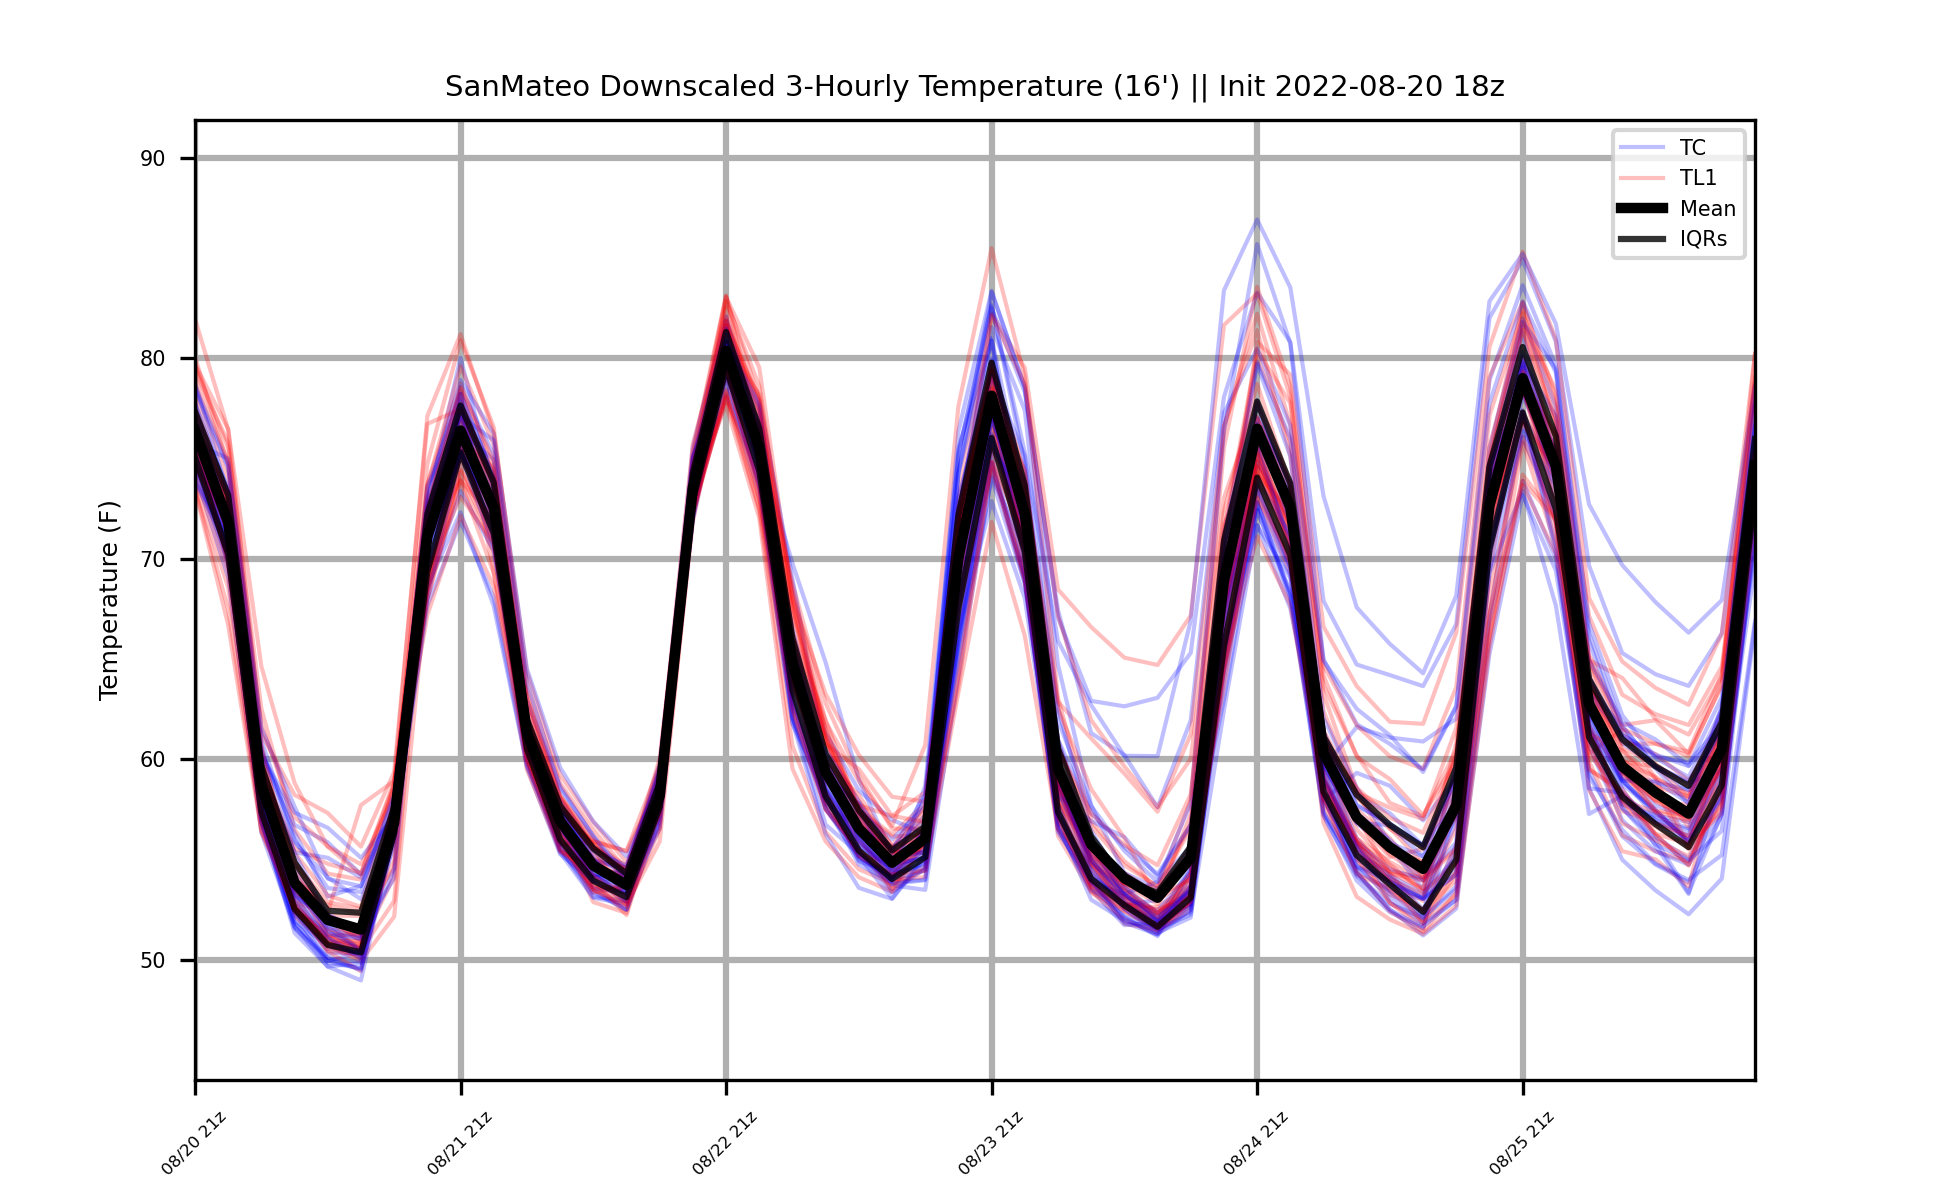 SanMateo Downscaled 3-Hourly Temperature (16') || Init 2022-08-20 18z
TC
TL1
Mean
IQRs
Temperature (F)
90
80
70
60
50
08/20 21z
08/21 21z
08/22 21z
08/23 21z
08/24 21z
08/25 21z